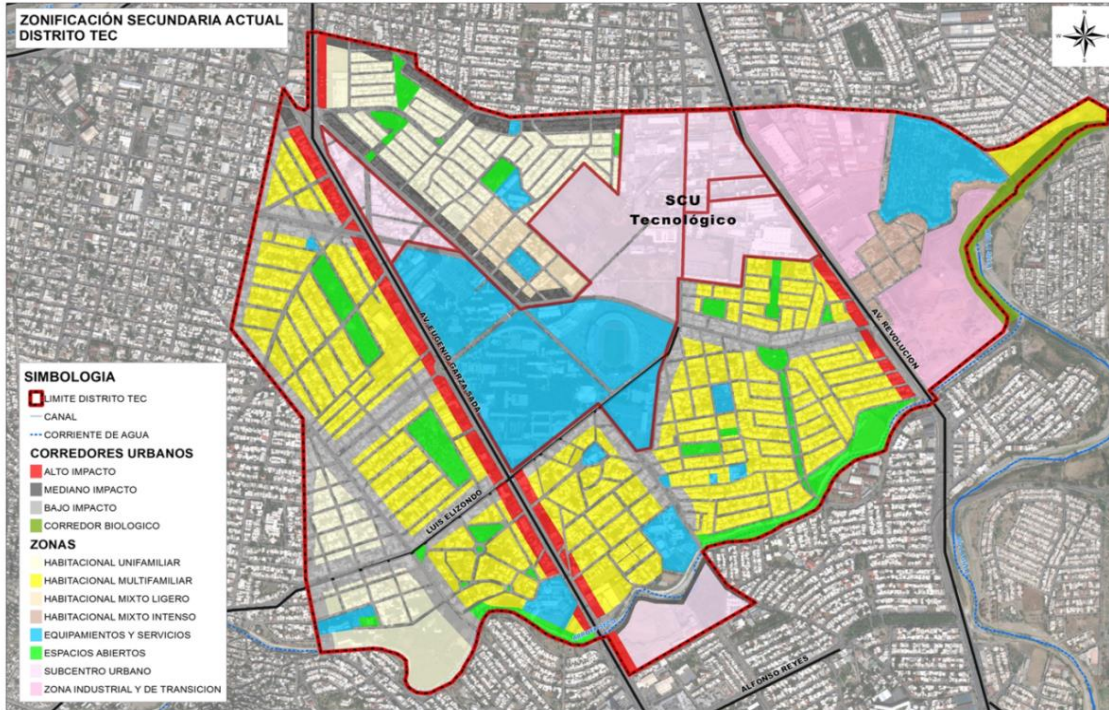 ZONIFICACIÓN SECUNDARIA ACTUAL
DISTRITO TEC
N
W
E
S
SCU
Tecnológico
AV. EUGENIO GARZA SADA
AV. REVOLUCION
LUIS ELIZONDO
ALFONSO REYES
SIMBOLOGIA
LIMITE DISTRITO TEC
CANAL
CORRIENTE DE AGUA
CORREDORES URBANOS
ALTO IMPACTO
MEDIANO IMPACTO
BAJO IMPACTO
CORREDOR BIOLOGICO
ZONAS
HABITACIONAL UNIFAMILIAR
HABITACIONAL MULTIFAMILIAR
HABITACIONAL MIXTO LIGERO
HABITACIONAL MIXTO INTENSO
EQUIPAMIENTOS Y SERVICIOS
ESPACIOS ABIERTOS
SUBCENTRO URBANO
ZONA INDUSTRIAL Y DE TRANSICION